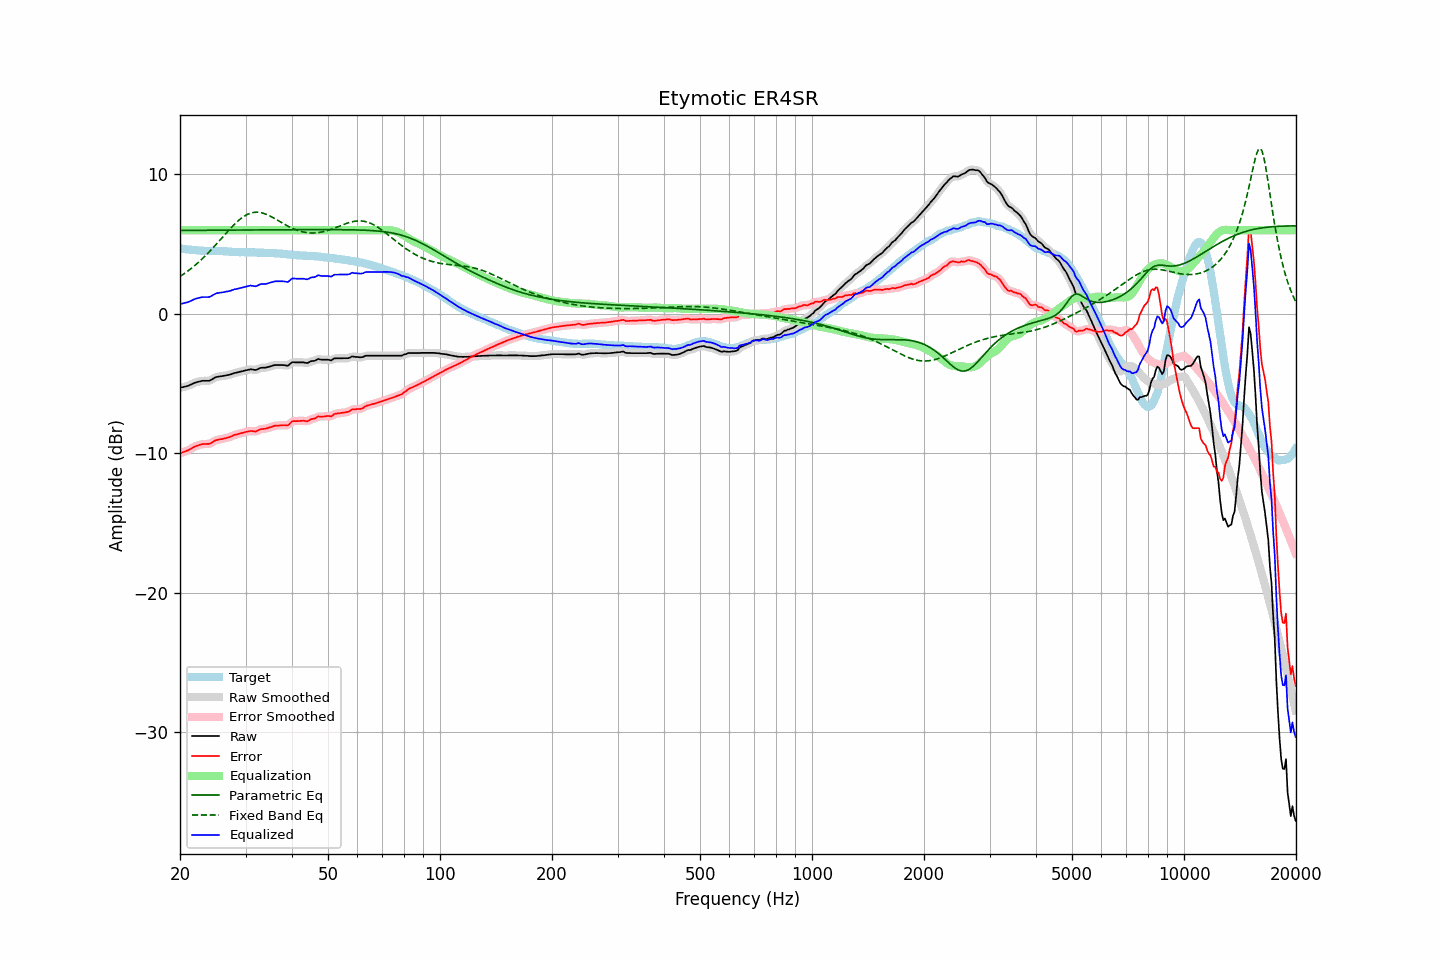 Etymotic ER4SR
Amplitude (dBr)
10
0
−10
−20
−30
Target
Raw Smoothed
Error Smoothed
Raw
Error
Equalization
Parametric Eq
Fixed Band Eq
Equalized
20 50 100 200 500 1000 2000 5000 10000 20000
Frequency (Hz)